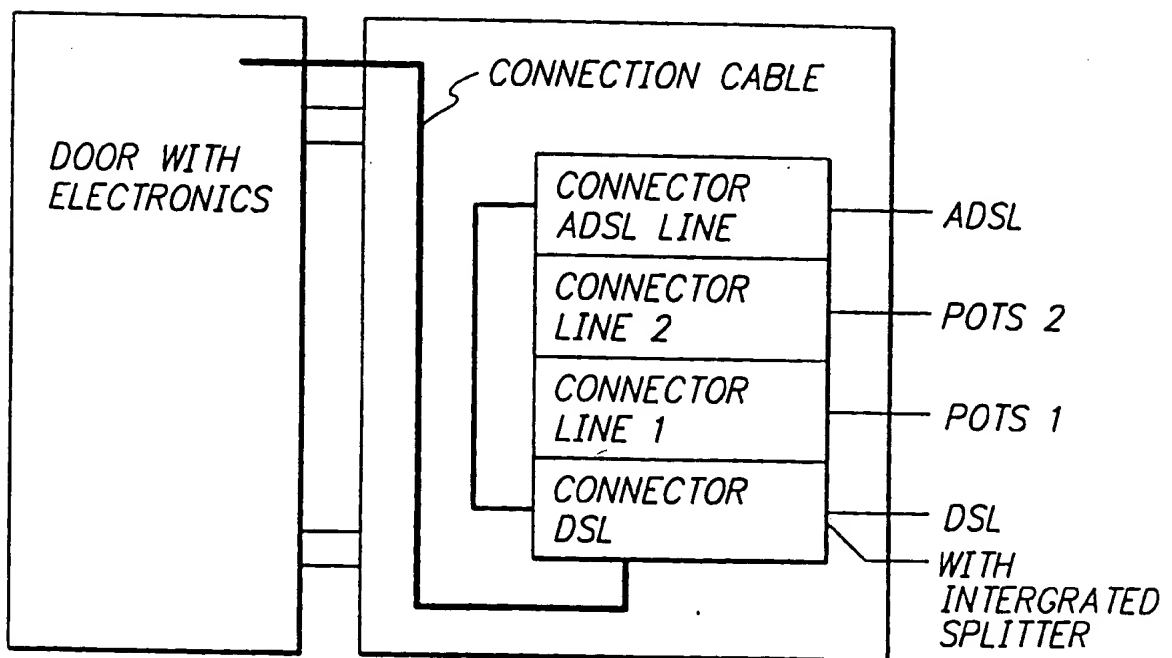 CONNECTION CABLE
DOOR WITH
ELECTRONICS
CONNECTOR
ADSL LINE
ADSL
CONNECTOR
LINE 2
POTS 2
CONNECTOR
LINE 1
POTS 1
CONNECTOR
DSL
DSL
WITH
INTERGRATED
SPLITTER